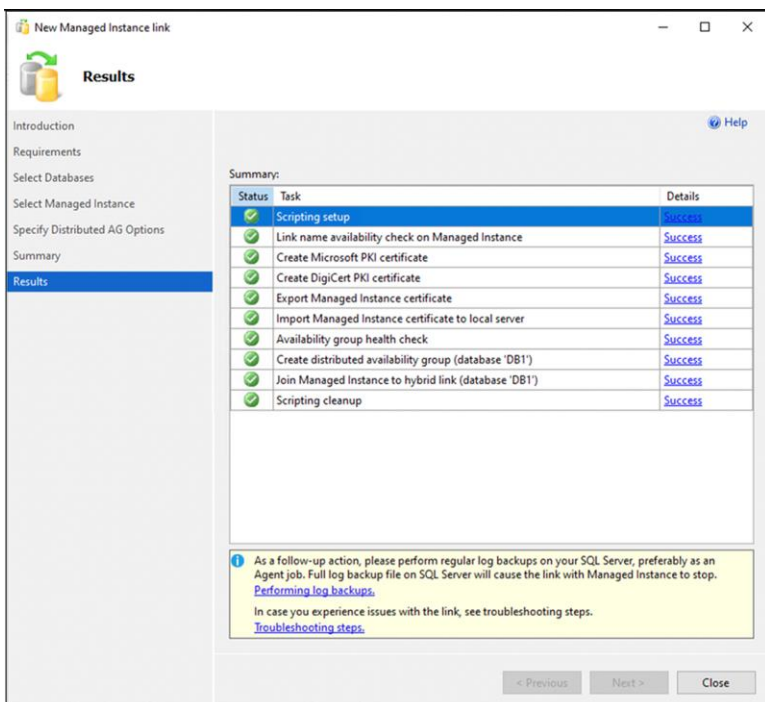 New Managed Instance link
Results
Introduction
Requirements
Select Databases
Select Managed Instance
Specify Distributed AG Options
Summary
Results
Help
Summary:
Status Task Details
Scripting setup Success
Link name availability check on Managed Instance Success
Create Microsoft PKI certificate Success
Create DigiCert PKI certificate Success
Export Managed Instance certificate Success
Import Managed Instance certificate to local server Success
Availability group health check Success
Create distributed availability group (database 'DB1') Success
Join Managed Instance to hybrid link (database 'DB1') Success
Scripting cleanup Success
As a follow-up action, please perform regular log backups on your SQL Server, preferably as an
Agent job. Full log backup file on SQL Server will cause the link with Managed Instance to stop.
Performing log backups.
In case you experience issues with the link, see troubleshooting steps.
Troubleshooting steps.
< Previous Next > Close